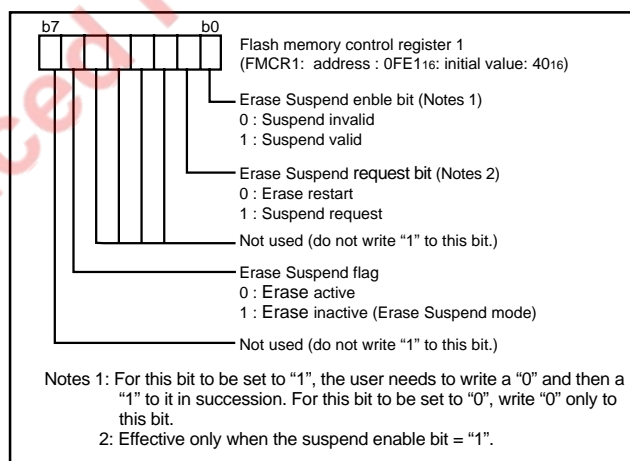 b7 b0
Flash memory control register 1
(FMCR1: address : 0FE116: initial value: 4016)
Erase Suspend enble bit (Notes 1)
0 : Suspend invalid
1 : Suspend valid
Erase Suspend request bit (Notes 2)
0 : Erase restart
1 : Suspend request
Not used (do not write “1” to this bit.)
Erase Suspend flag
0 : Erase active
1 : Erase inactive (Erase Suspend mode)
Not used (do not write “1” to this bit.)
Notes 1: For this bit to be set to “1”, the user needs to write a “0” and then a
“1” to it in succession. For this bit to be set to “0”, write “0” only to
this bit.
2: Effective only when the suspend enable bit = “1”.